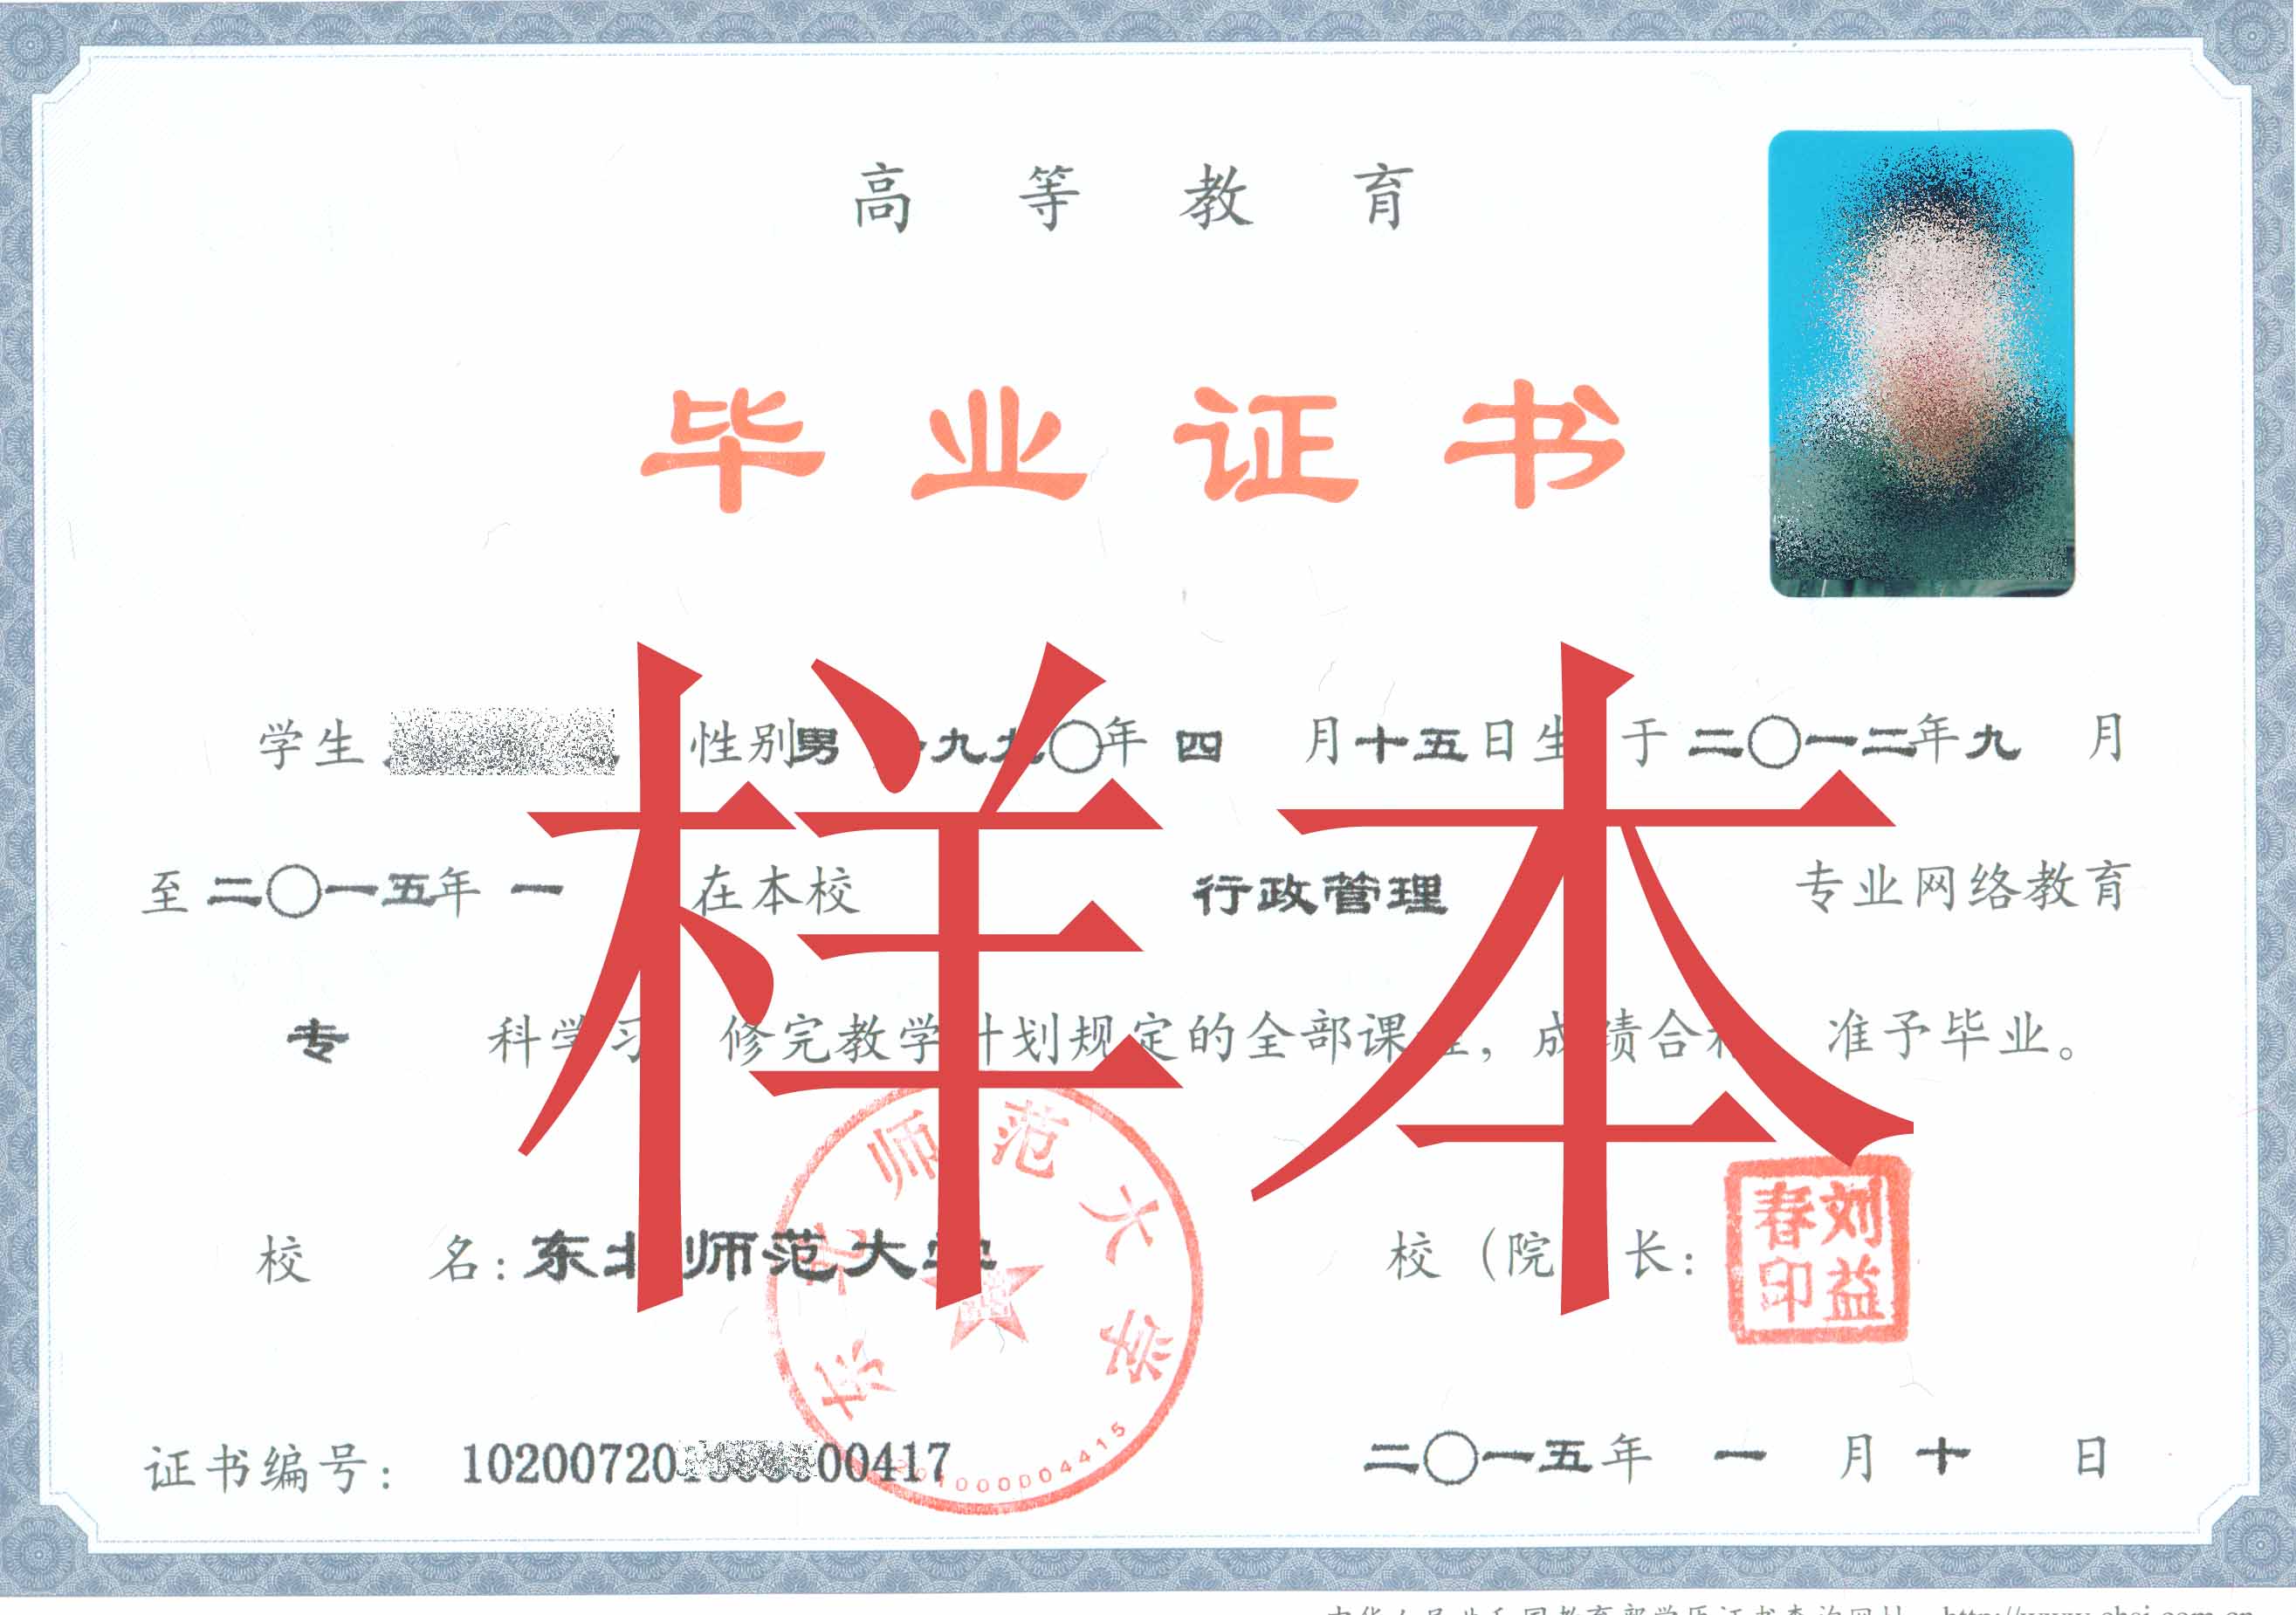 高等教育
毕业证书
学生 性别男 一九九〇年四月十五日生 于二〇一二年九月
至二〇一五年一 在本校 行政管理 专业网络教育
专 科学习 修完教学计划规定的全部课程，成绩合格 准予毕业。
样本
校名：东北师范大学
校（院 长：
刘益春印
东北师范大学
2010000004415
证书编号：
二〇一五年一月十日
中华人民共和国教育部学历证书查询网址 http://www.chsi.com.cn